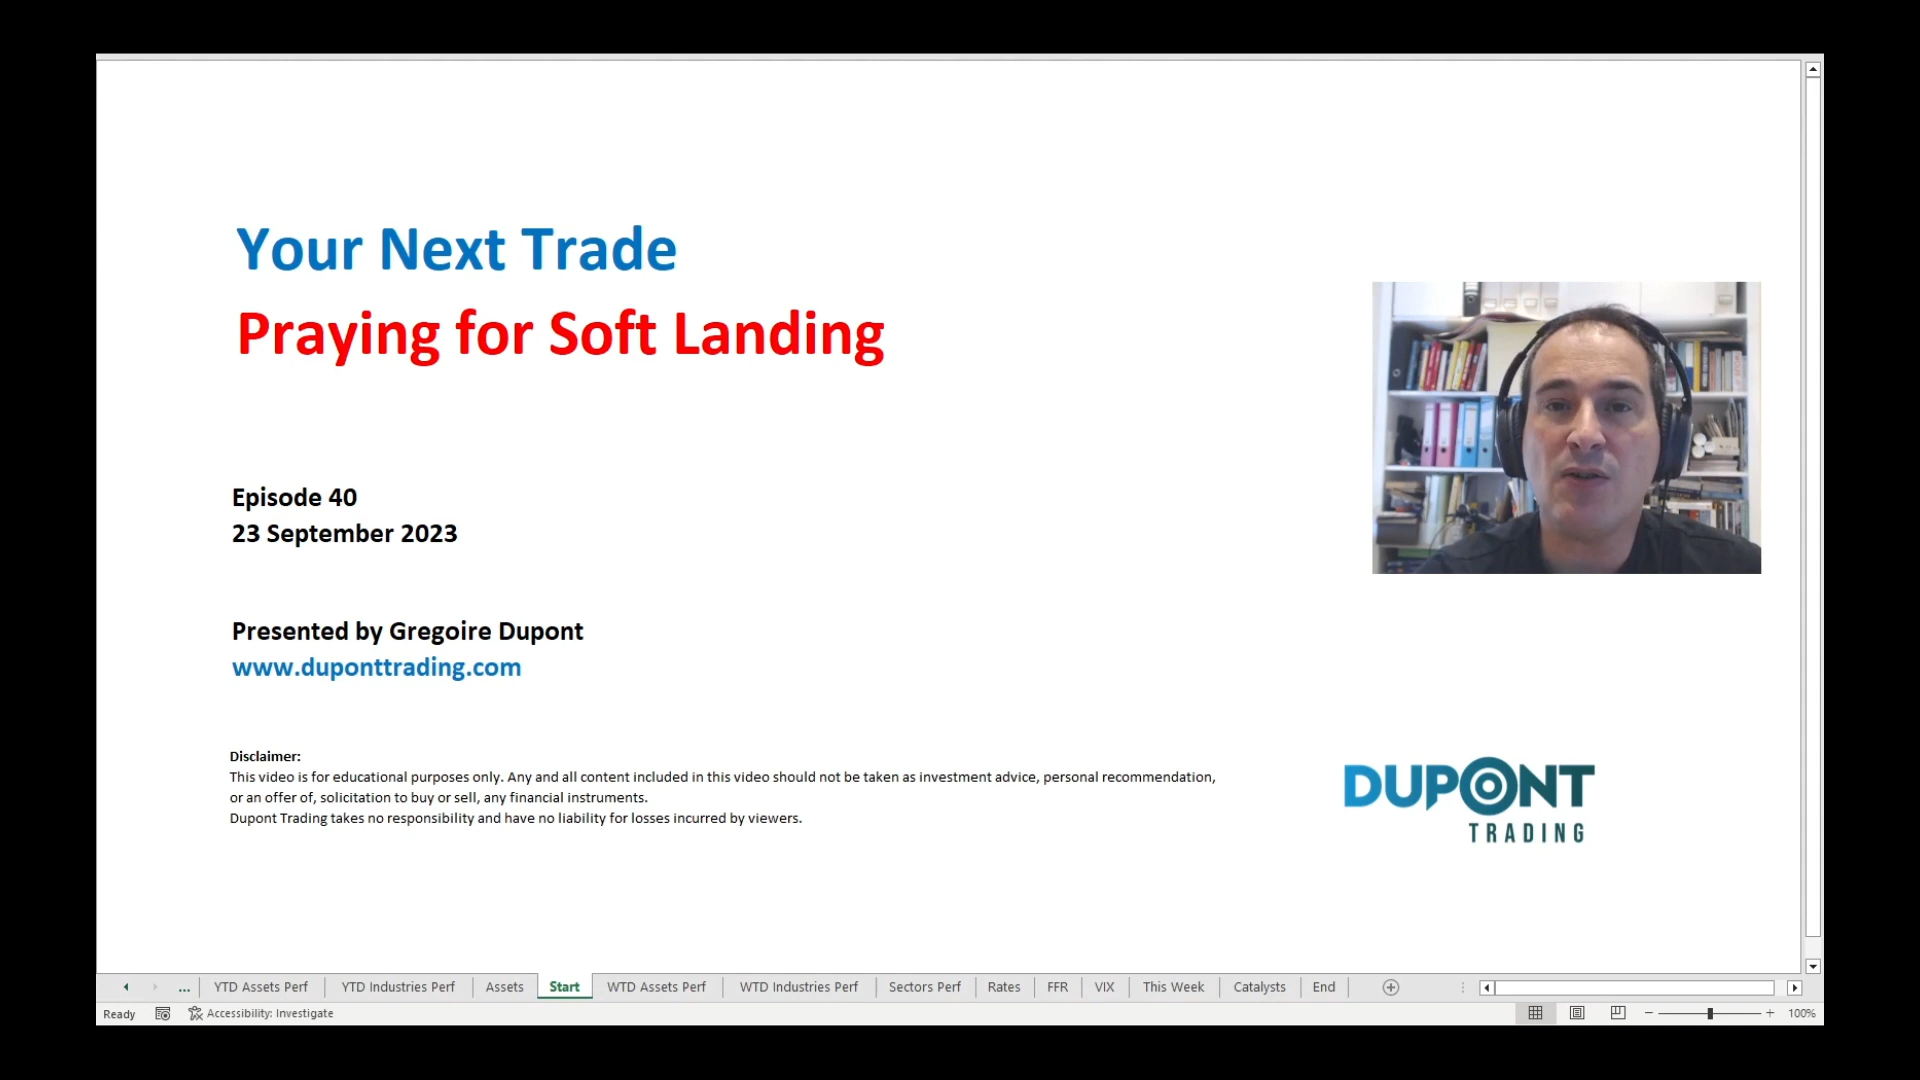 Your Next Trade
Praying for Soft Landing
Episode 40
23 September 2023
Presented by Gregoire Dupont
www.duponttrading.com
Disclaimer:
This video is for educational purposes only. Any and all content included in this video should not be taken as investment advice, personal recommendation,
or an offer of, solicitation to buy or sell, any financial instruments.
Dupont Trading takes no responsibility and have no liability for losses incurred by viewers.
DUPONT
TRADING
... YTD Assets Perf YTD Industries Perf Assets Start WTD Assets Perf WTD Industries Perf Sectors Perf Rates FFR VIX This Week Catalysts End
Ready Accessibility: Investigate 100%